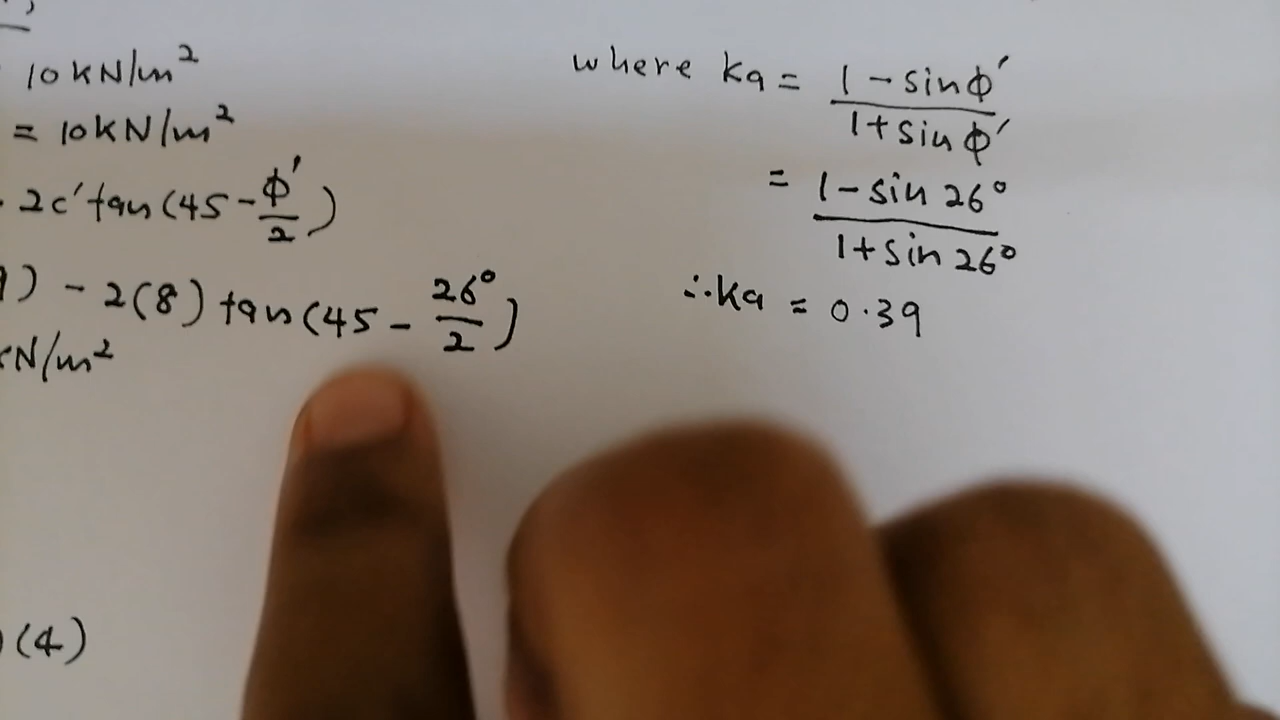 10 kN/m²
= 10 kN/m²
2c' tan (45 - ϕ'/2)
) - 2(8) tan (45 - 26°/2)
kN/m²
(4)
where ka = 1 - sin ϕ' / 1 + sin ϕ'
= 1 - sin 26° / 1 + sin 26°
∴ ka = 0.39